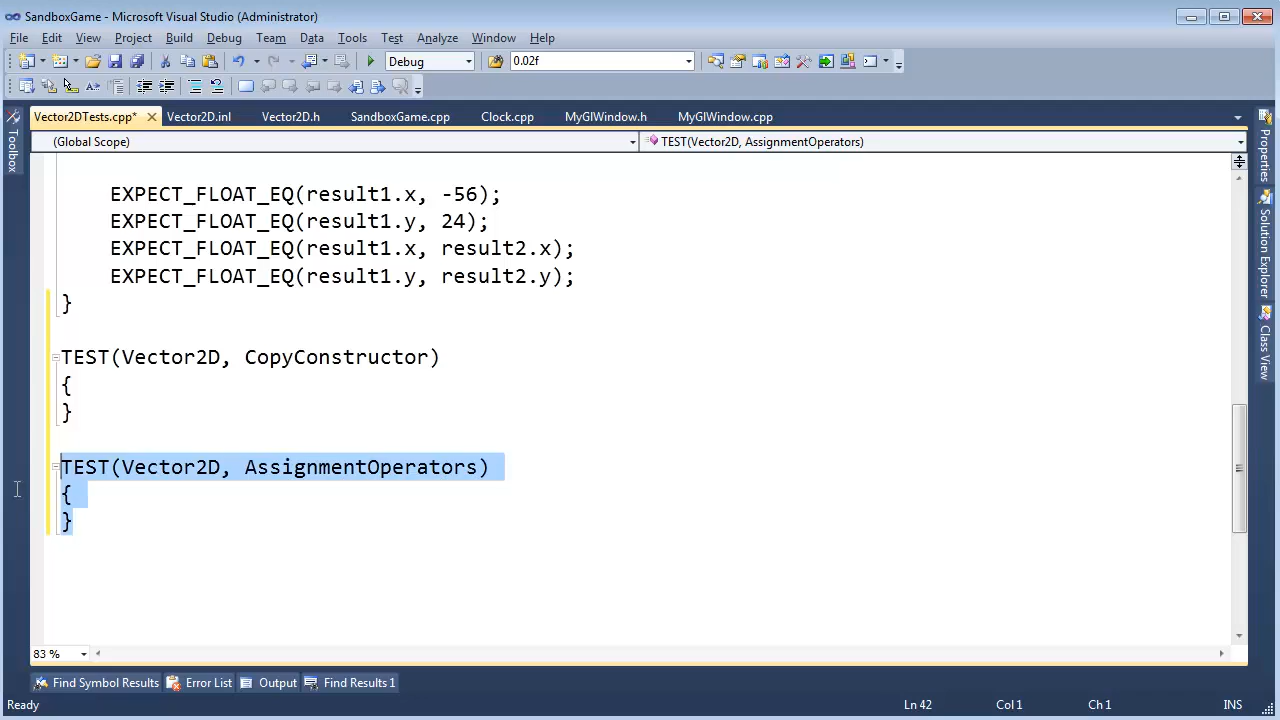 SandboxGame - Microsoft Visual Studio (Administrator)
File Edit View Project Build Debug Team Data Tools Test Analyze Window Help
Debug 0.02f
Vector2DTests.cpp* Vector2D.inl Vector2D.h SandboxGame.cpp Clock.cpp MyGlWindow.h MyGlWindow.cpp
(Global Scope) TEST(Vector2D, AssignmentOperators)
Toolbox
Properties
Solution Explorer
Class View
EXPECT_FLOAT_EQ(result1.x, -56);
EXPECT_FLOAT_EQ(result1.y, 24);
EXPECT_FLOAT_EQ(result1.x, result2.x);
EXPECT_FLOAT_EQ(result1.y, result2.y);
}
TEST(Vector2D, CopyConstructor)
{
}
TEST(Vector2D, AssignmentOperators)
{
}
83 %
Find Symbol Results Error List Output Find Results 1
Ready Ln 42 Col 1 Ch 1 INS